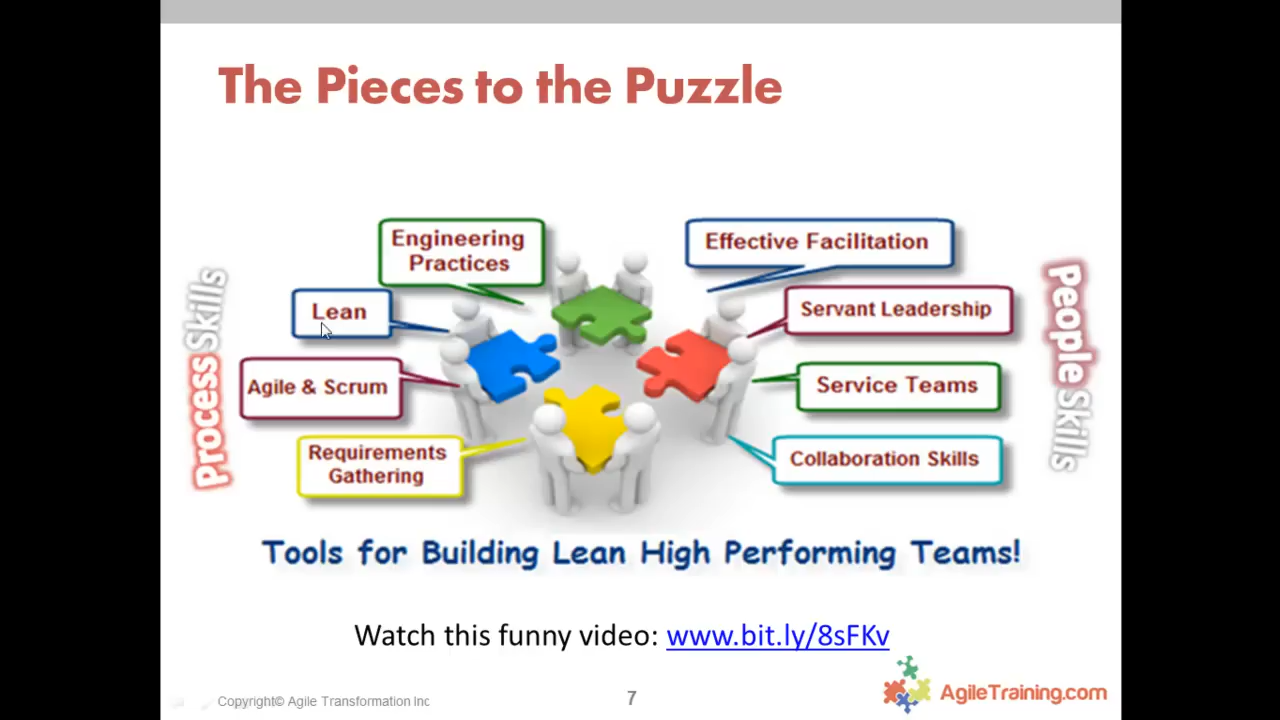 The Pieces to the Puzzle
Engineering
Practices
Effective Facilitation
Lean
Servant Leadership
Process Skills
People Skills
Agile & Scrum
Service Teams
Requirements
Gathering
Collaboration Skills
Tools for Building Lean High Performing Teams!
Watch this funny video: www.bit.ly/8sFKv
Copyright© Agile Transformation Inc
7
AgileTraining.com